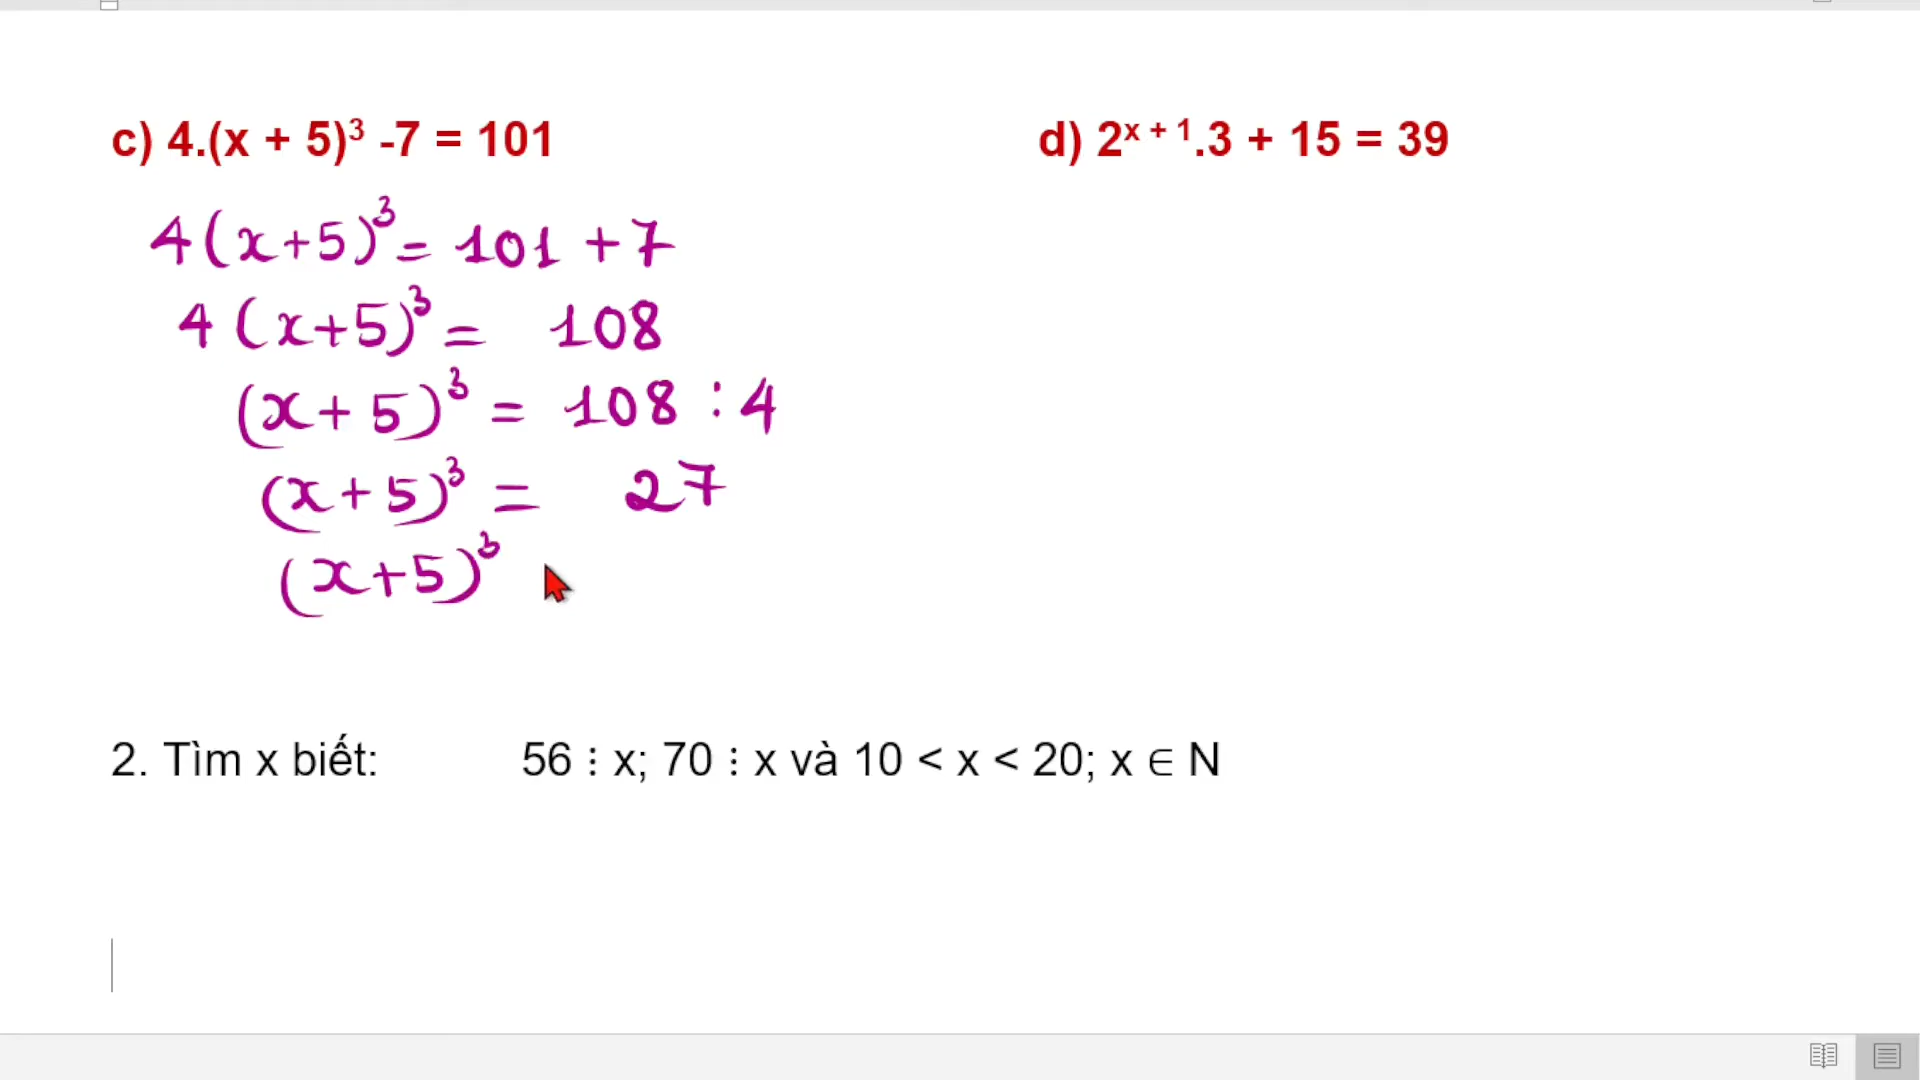 c) 4.(x + 5)³ -7 = 101
4(x+5)³ = 101 + 7
4(x+5)³ = 108
(x+5)³ = 108 : 4
(x+5)³ = 27
(x+5)³
d) 2ˣ ⁺ ¹.3 + 15 = 39
2. Tìm x biết: 56 ⋮ x; 70 ⋮ x và 10 < x < 20; x ∈ N